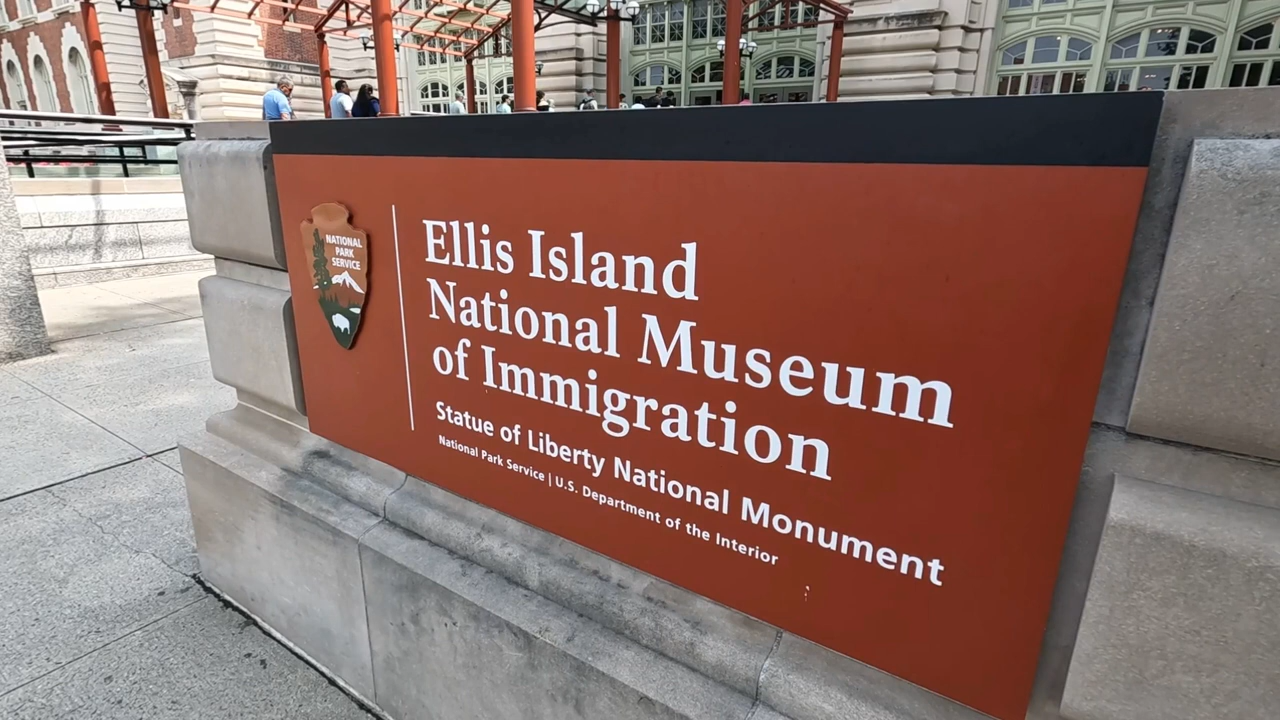 NATIONAL
PARK
SERVICE
Ellis Island
National Museum
of Immigration
Statue of Liberty National Monument
National Park Service | U.S. Department of the Interior